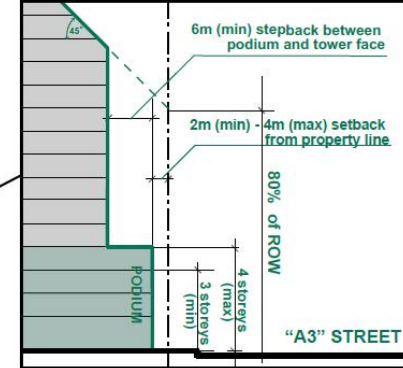 6m (min) stepback between
podium and tower face
45°
2m (min) - 4m (max) setback
from property line
80% of ROW
PODIUM
3 storeys
(min)
4 storeys
(max)
“A3” STREET